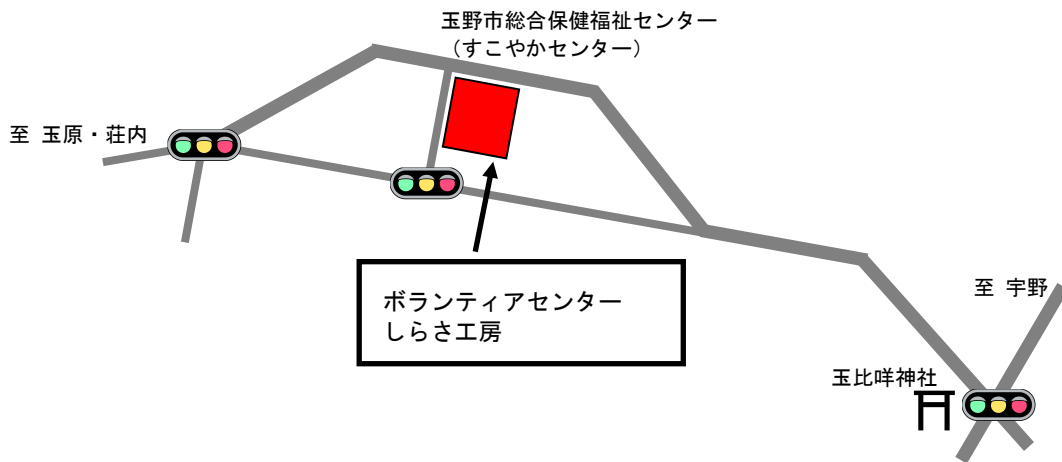 玉野市総合保健福祉センター
（すこやかセンター）
至 玉原・荘内
ボランティアセンター
しらさ工房
至 宇野
玉比咩神社